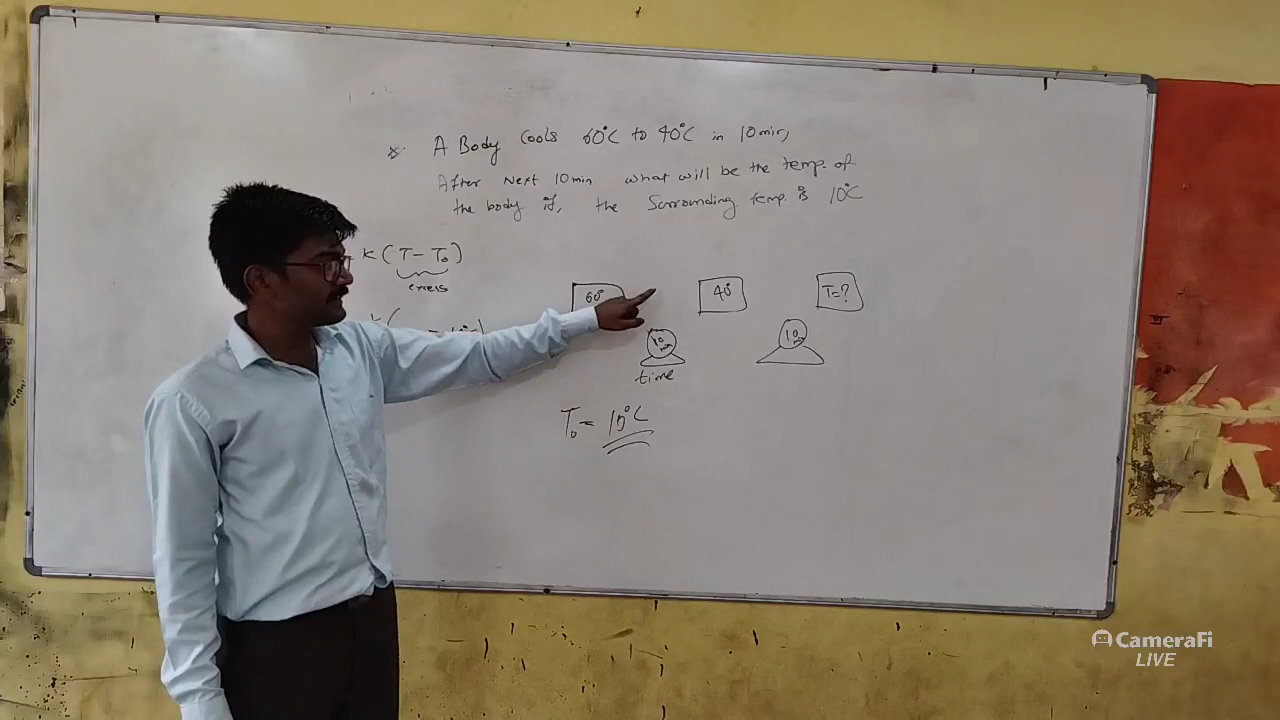 A Body Cools 60°C to 40°C in 10min,
After Next 10min what will be the temp. of
the body if, the Surrounding temp. is 10°C
K(T-T₀)
excess
60° 40° T=?
10 10
time
T₀= 10°C
CameraFi
LIVE